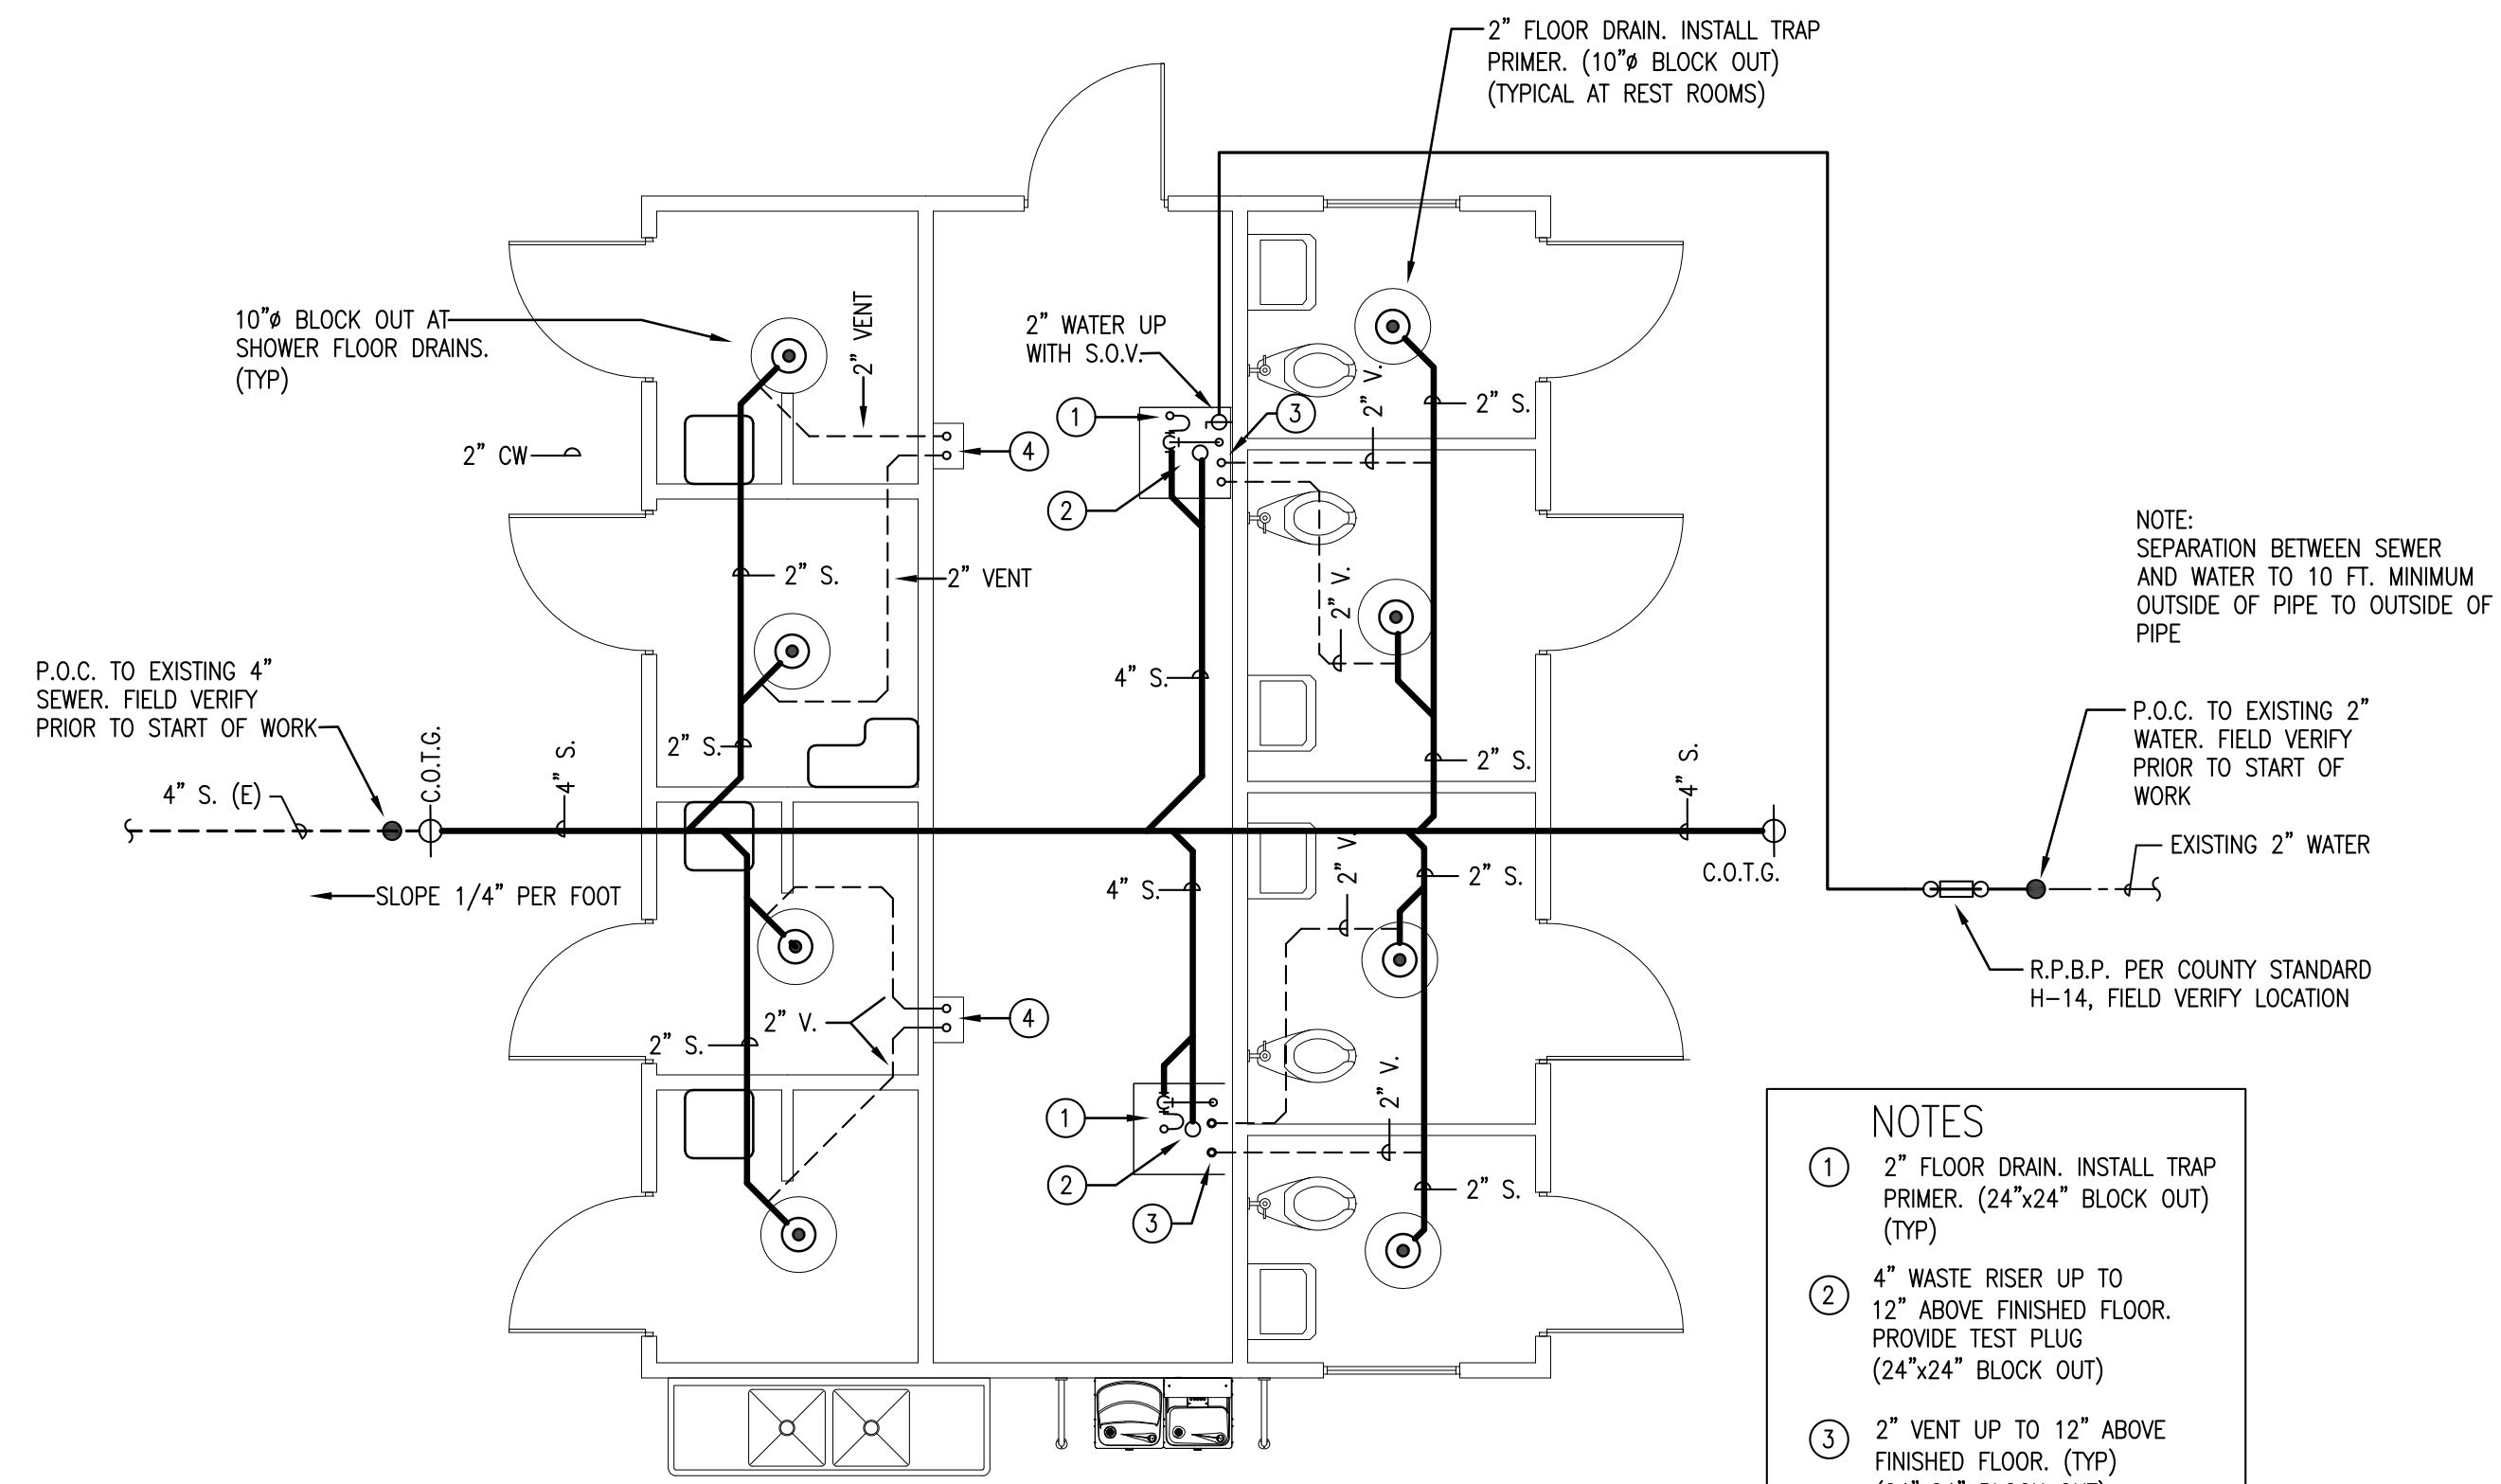 2" FLOOR DRAIN. INSTALL TRAP
PRIMER. (10"ø BLOCK OUT)
(TYPICAL AT REST ROOMS)
10"ø BLOCK OUT AT
SHOWER FLOOR DRAINS.
(TYP)
2" VENT
2" WATER UP
WITH S.O.V.
1
3
2" V.
2" S.
2" CW
4
2
2" S.
2" VENT
2" V.
NOTE:
SEPARATION BETWEEN SEWER
AND WATER TO 10 FT. MINIMUM
OUTSIDE OF PIPE TO OUTSIDE OF
PIPE
P.O.C. TO EXISTING 4"
SEWER. FIELD VERIFY
PRIOR TO START OF WORK
4" S.
P.O.C. TO EXISTING 2"
WATER. FIELD VERIFY
PRIOR TO START OF
WORK
4" S. (E)
C.O.T.G.
4" S.
2" S.
2" S.
4" S.
C.O.T.G.
EXISTING 2" WATER
SLOPE 1/4" PER FOOT
4" S.
2" V.
2" S.
R.P.B.P. PER COUNTY STANDARD
H-14, FIELD VERIFY LOCATION
2" V.
2" S.
4
2" V.
1
2
3
2" S.
NOTES
1 2" FLOOR DRAIN. INSTALL TRAP
PRIMER. (24"x24" BLOCK OUT)
(TYP)
2 4" WASTE RISER UP TO
12" ABOVE FINISHED FLOOR.
PROVIDE TEST PLUG
(24"x24" BLOCK OUT)
3 2" VENT UP TO 12" ABOVE
FINISHED FLOOR. (TYP)